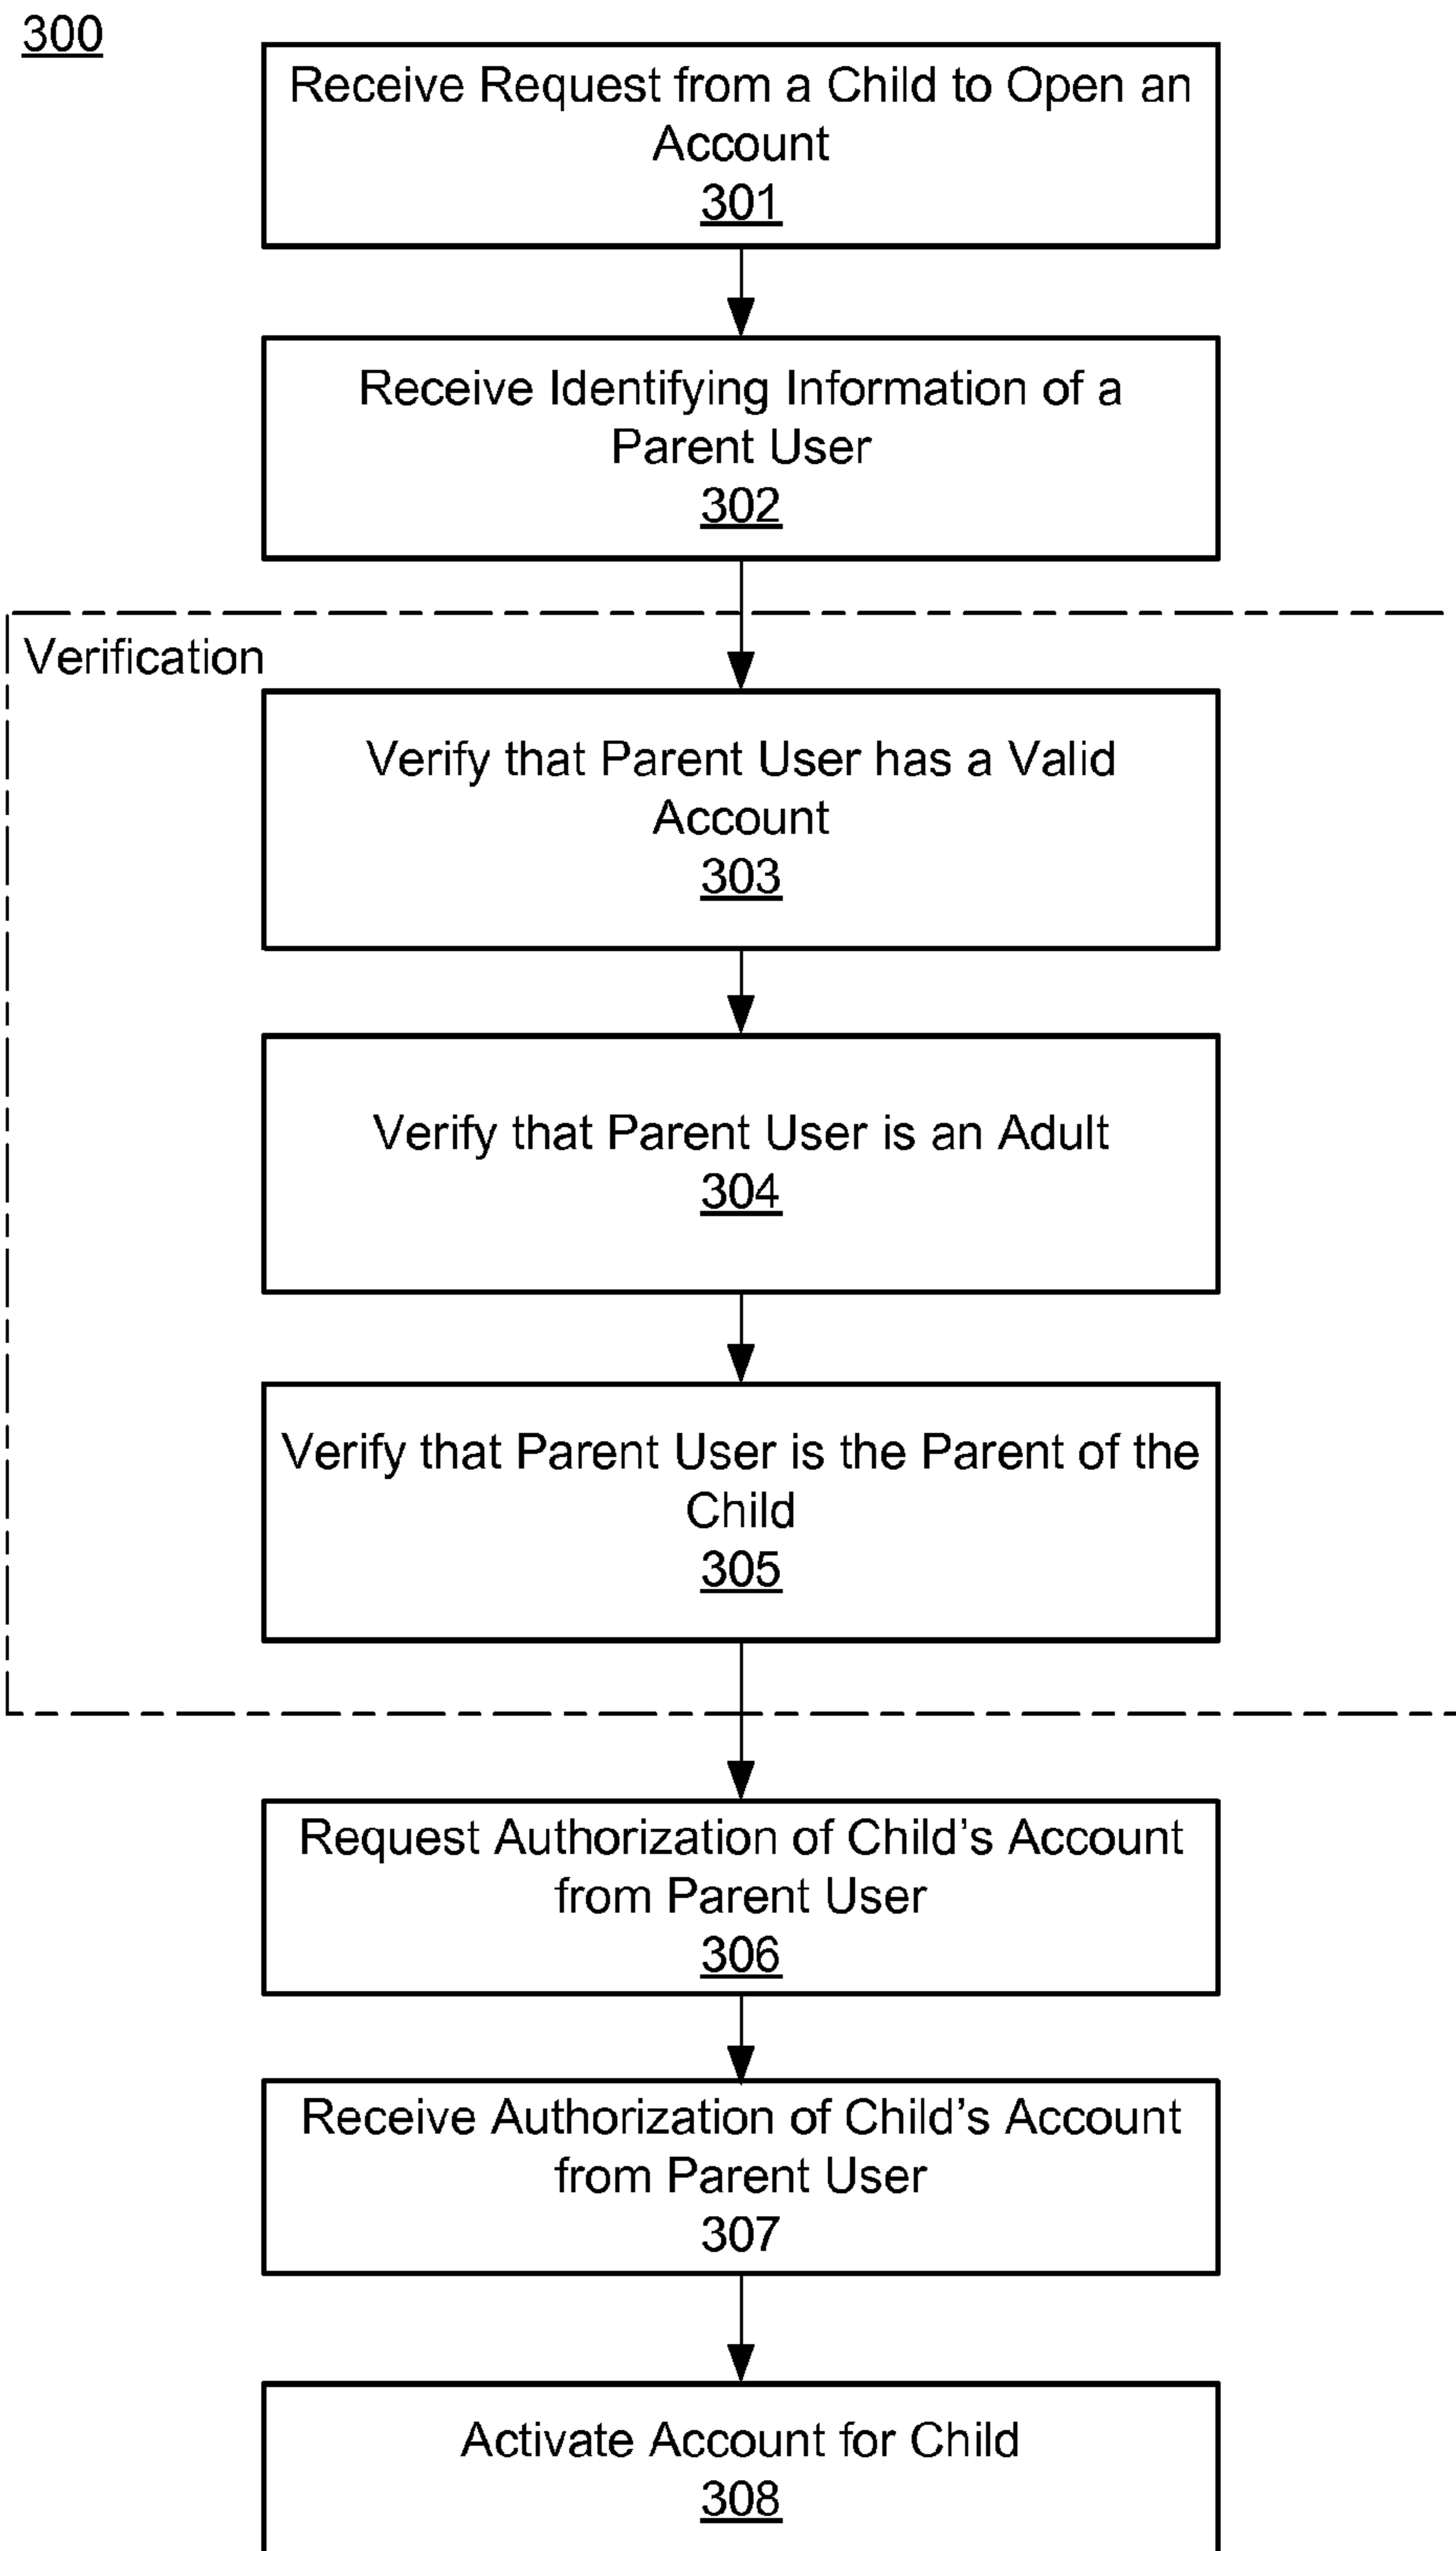 300
Receive Request from a Child to Open an
Account
301
Receive Identifying Information of a
Parent User
302
Verification
Verify that Parent User has a Valid
Account
303
Verify that Parent User is an Adult
304
Verify that Parent User is the Parent of the
Child
305
Request Authorization of Child’s Account
from Parent User
306
Receive Authorization of Child’s Account
from Parent User
307
Activate Account for Child
308